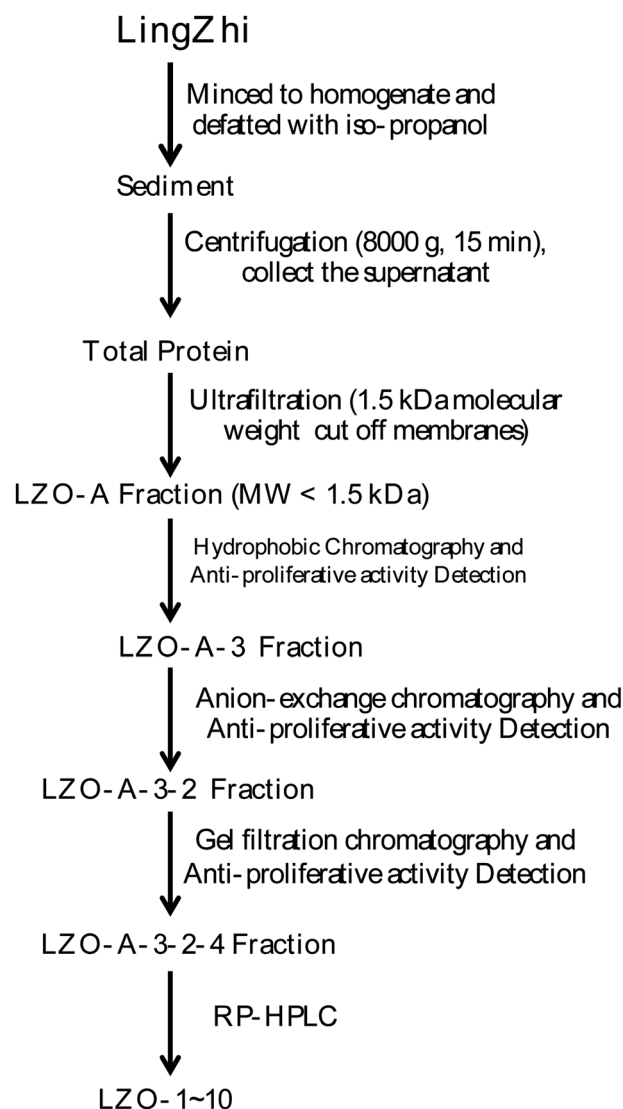 LingZhi
Minced to homogenate and
defatted with iso-propanol
Sediment
Centrifugation (8000 g, 15 min),
collect the supernatant
Total Protein
Ultrafiltration (1.5 kDa molecular
weight cut off membranes)
LZO-A Fraction (MW < 1.5 kDa)
Hydrophobic Chromatography and
Anti-proliferative activity Detection
LZO-A-3 Fraction
Anion-exchange chromatography and
Anti-proliferative activity Detection
LZO-A-3-2 Fraction
Gel filtration chromatography and
Anti-proliferative activity Detection
LZO-A-3-2-4 Fraction
RP-HPLC
LZO-1~10